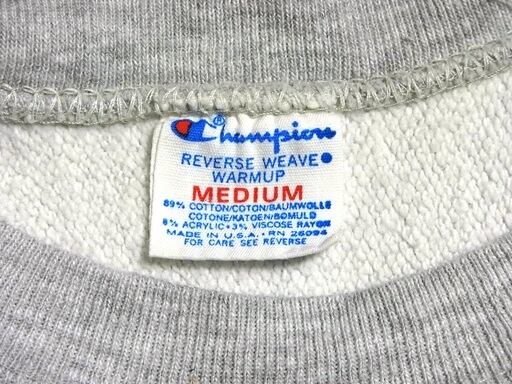 Champion
REVERSE WEAVE
WARMUP
MEDIUM
89% COTTON/COTON/BAUMWOLLE
COTONE/KATOEN/BOMULD
8% ACRYLIC•3% VISCOSE RAYON
MADE IN U.S.A. • RN 26094
FOR CARE SEE REVERSE